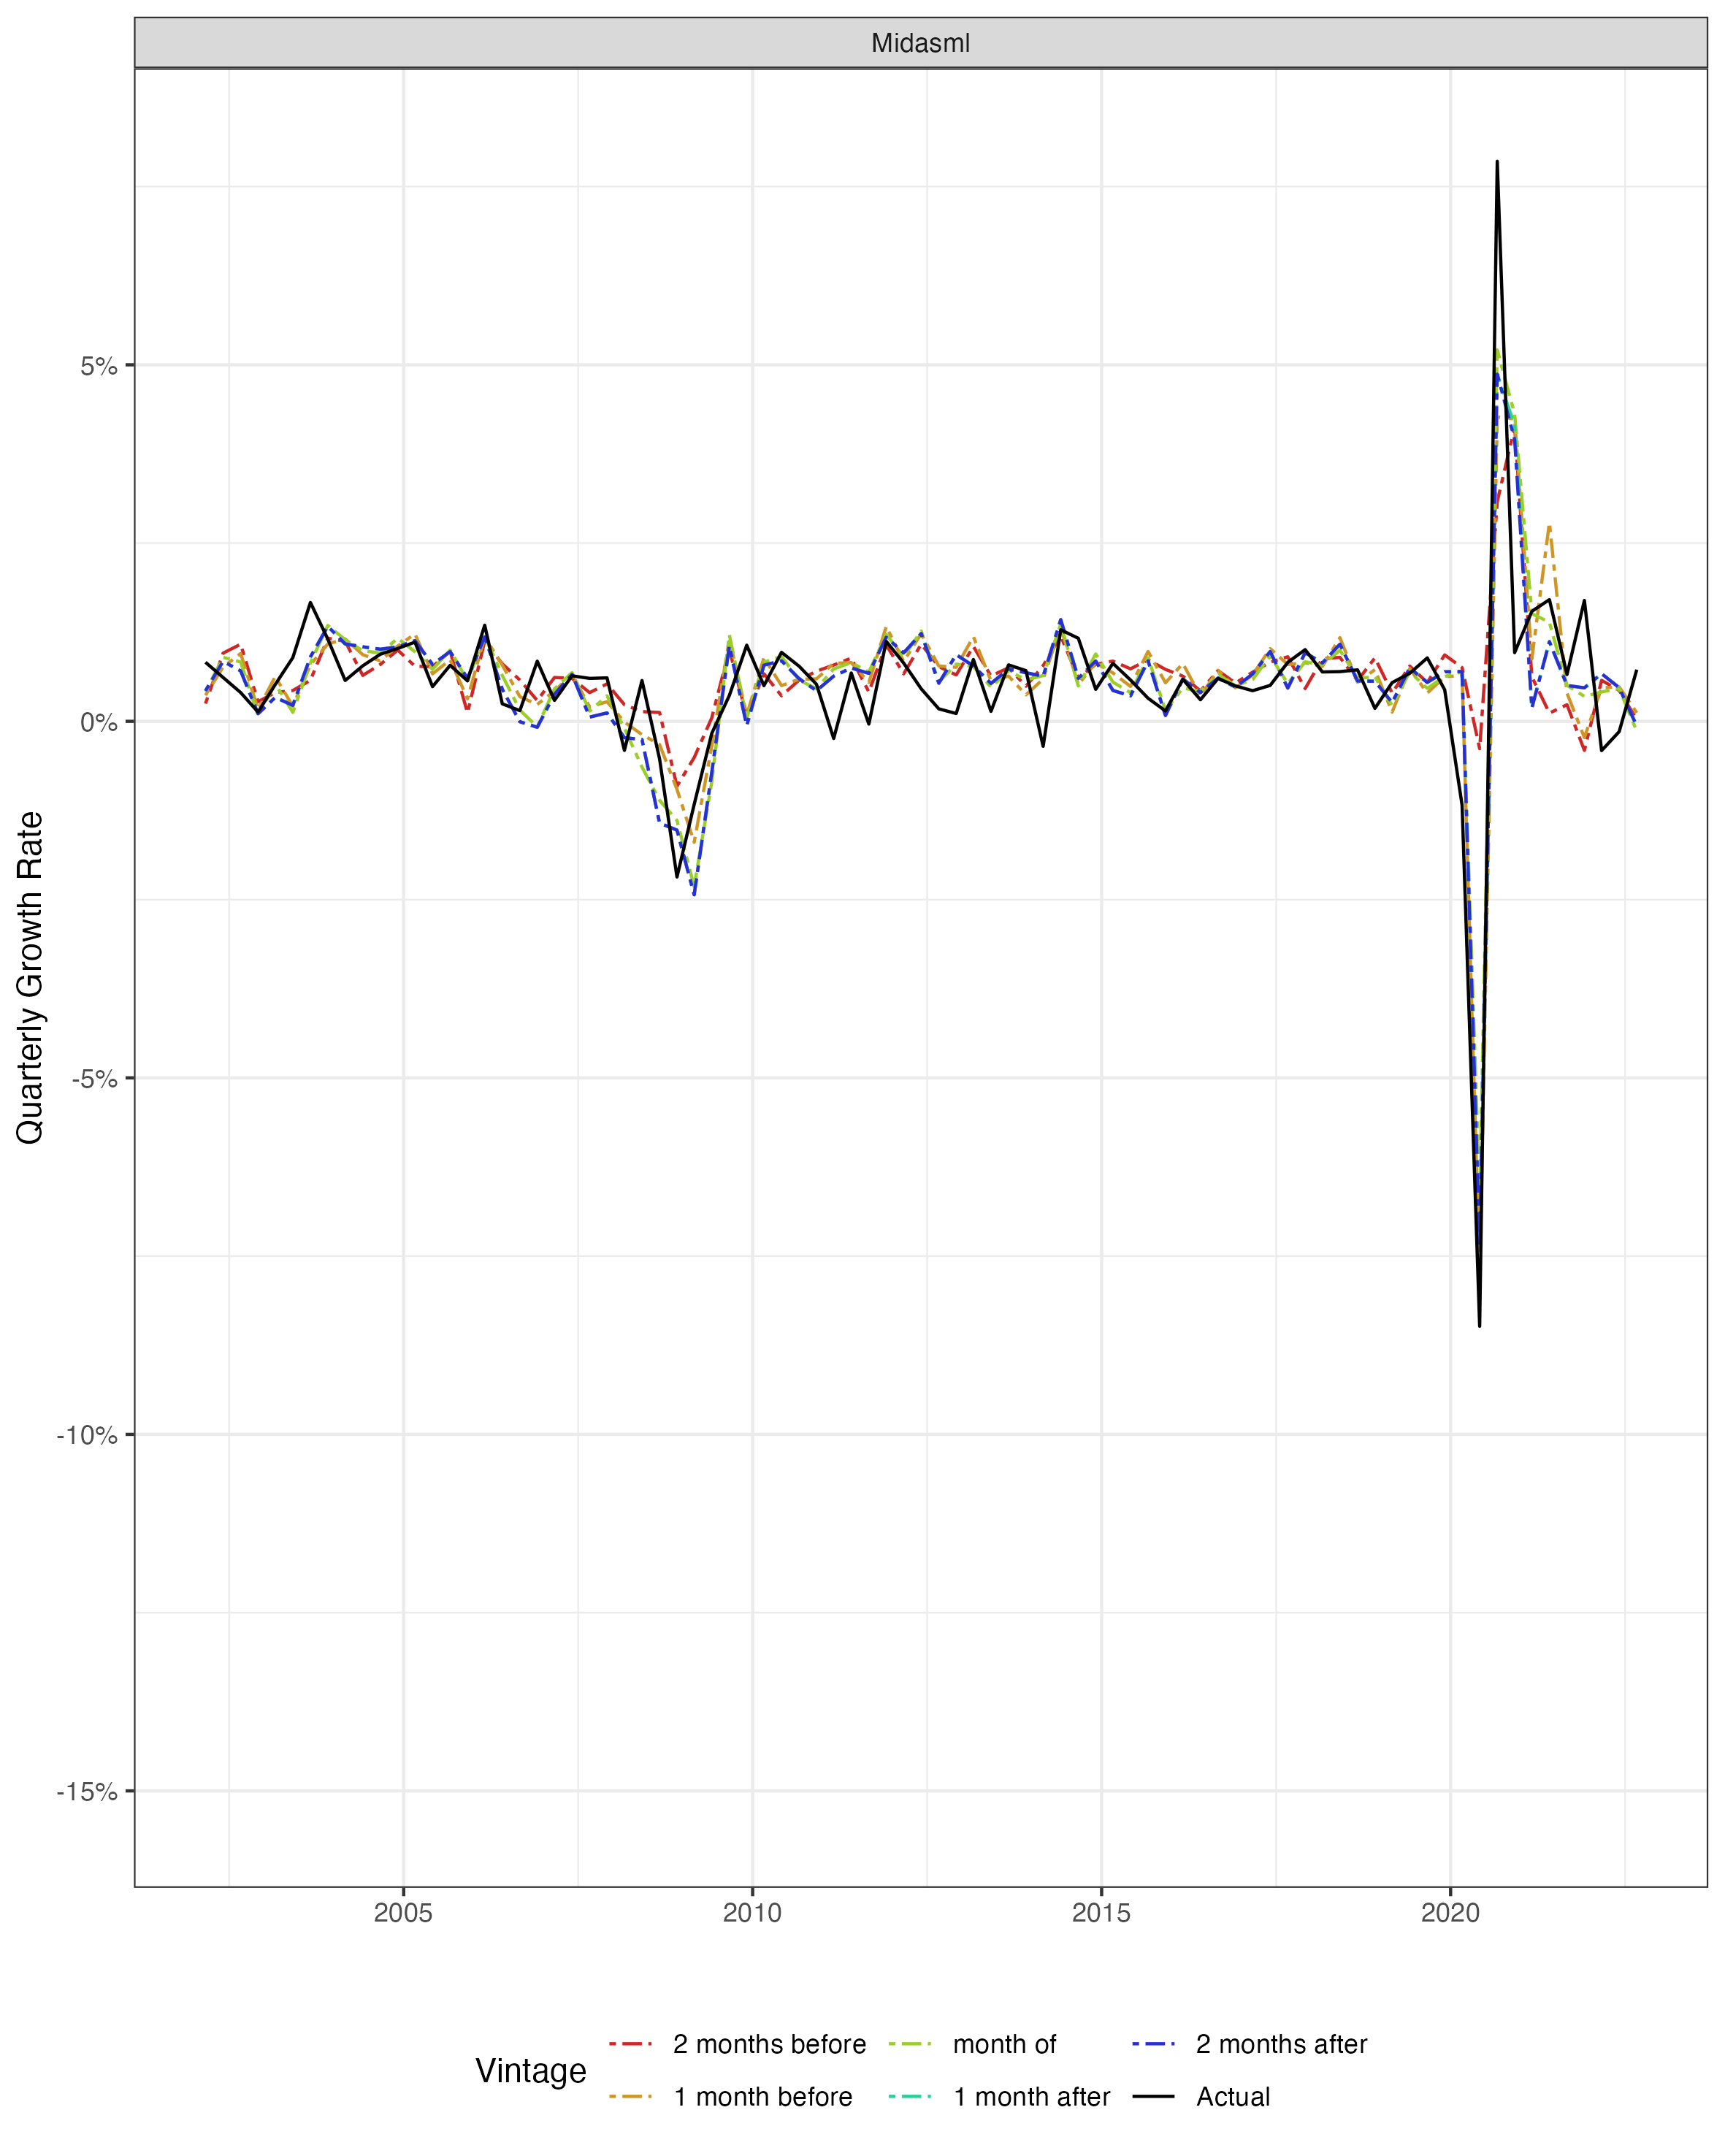 Midasml
Quarterly Growth Rate
5%
0%
-5%
-10%
-15%
2005 2010 2015 2020
Vintage
2 months before month of 2 months after
1 month before 1 month after Actual